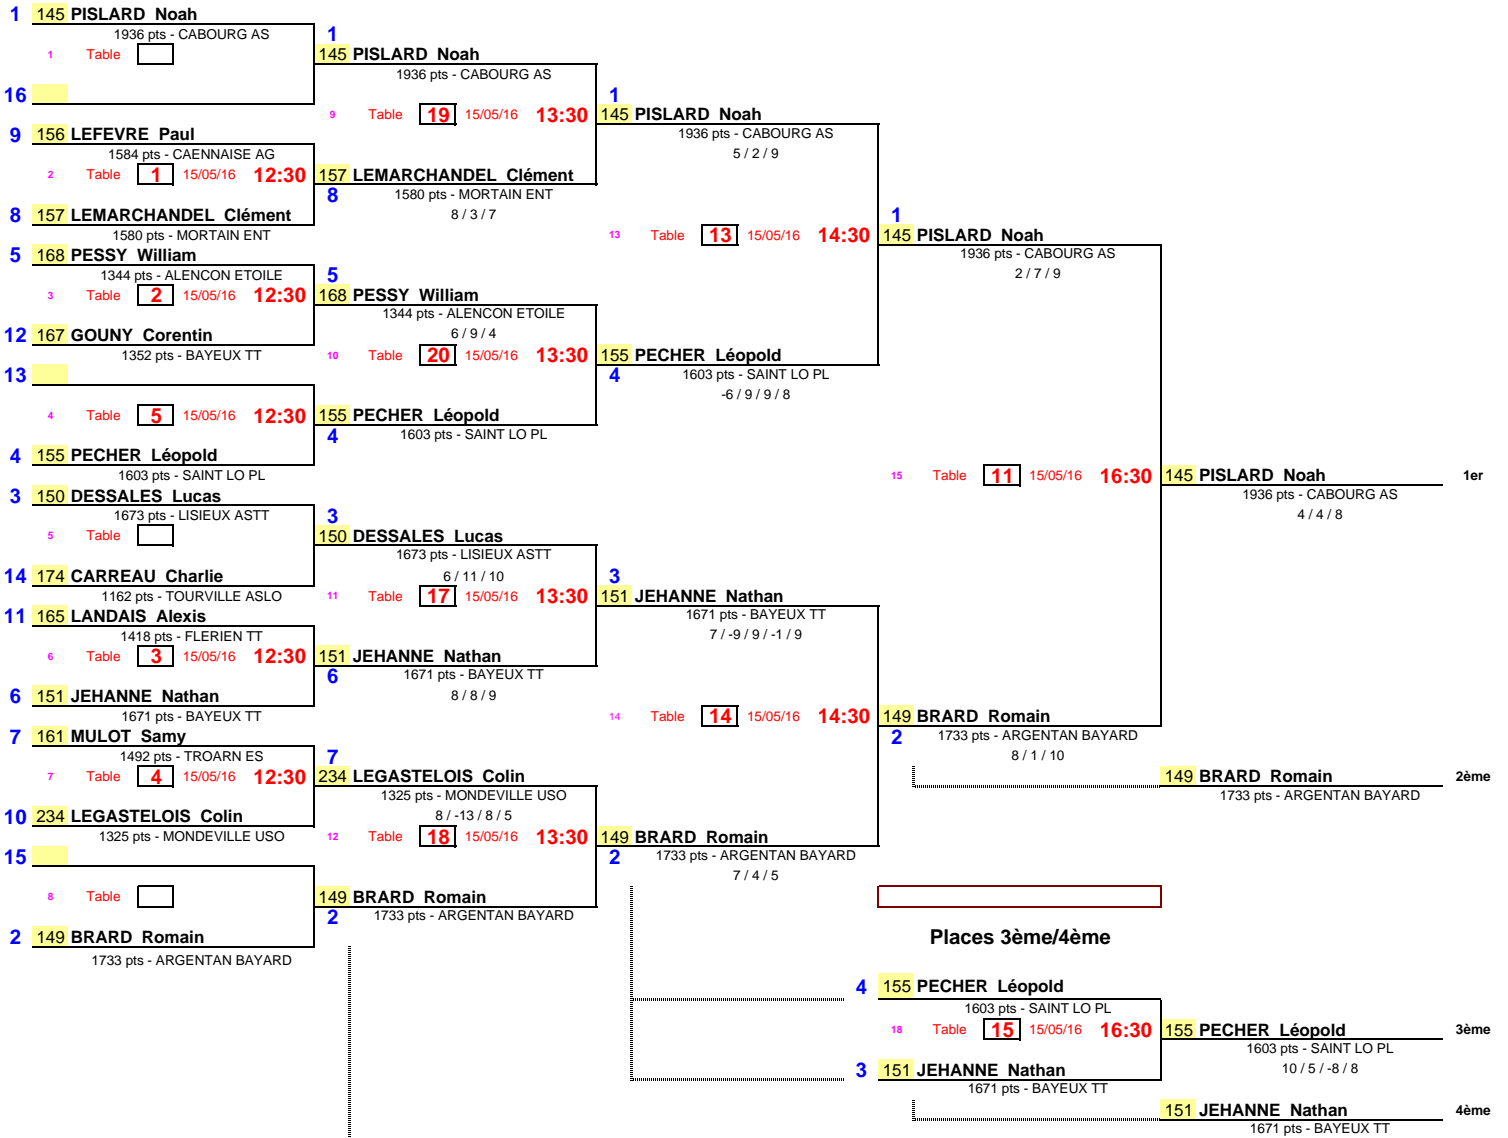 1 145 PISLARD Noah
1936 pts - CABOURG AS
1 Table
16
9 156 LEFEVRE Paul
1584 pts - CAENNAISE AG
2 Table 1 15/05/16 12:30
8 157 LEMARCHANDEL Clément
1580 pts - MORTAIN ENT
5 168 PESSY William
1344 pts - ALENCON ETOILE
3 Table 2 15/05/16 12:30
12 167 GOUNY Corentin
1352 pts - BAYEUX TT
13
4 Table 5 15/05/16 12:30
4 155 PECHER Léopold
1603 pts - SAINT LO PL
3 150 DESSALES Lucas
1673 pts - LISIEUX ASTT
5 Table
14 174 CARREAU Charlie
1162 pts - TOURVILLE ASLO
11 165 LANDAIS Alexis
1418 pts - FLERIEN TT
6 Table 3 15/05/16 12:30
6 151 JEHANNE Nathan
1671 pts - BAYEUX TT
7 161 MULOT Samy
1492 pts - TROARN ES
7 Table 4 15/05/16 12:30
10 234 LEGASTELOIS Colin
1325 pts - MONDEVILLE USO
15
8 Table
2 149 BRARD Romain
1733 pts - ARGENTAN BAYARD
1
145 PISLARD Noah
1936 pts - CABOURG AS
9 Table 19 15/05/16 13:30
157 LEMARCHANDEL Clément
8
1580 pts - MORTAIN ENT
8 / 3 / 7
5
168 PESSY William
1344 pts - ALENCON ETOILE
6 / 9 / 4
10 Table 20 15/05/16 13:30
155 PECHER Léopold
4
1603 pts - SAINT LO PL
3
150 DESSALES Lucas
1673 pts - LISIEUX ASTT
6 / 11 / 10
11 Table 17 15/05/16 13:30
151 JEHANNE Nathan
6
1671 pts - BAYEUX TT
8 / 8 / 9
7
234 LEGASTELOIS Colin
1325 pts - MONDEVILLE USO
8 / -13 / 8 / 5
12 Table 18 15/05/16 13:30
149 BRARD Romain
2
1733 pts - ARGENTAN BAYARD
1
145 PISLARD Noah
1936 pts - CABOURG AS
5 / 2 / 9
13 Table 13 15/05/16 14:30
155 PECHER Léopold
4
1603 pts - SAINT LO PL
-6 / 9 / 9 / 8
3
151 JEHANNE Nathan
1671 pts - BAYEUX TT
7 / -9 / 9 / -1 / 9
14 Table 14 15/05/16 14:30
149 BRARD Romain
2
1733 pts - ARGENTAN BAYARD
7 / 4 / 5
1
145 PISLARD Noah
1936 pts - CABOURG AS
2 / 7 / 9
15 Table 11 15/05/16 16:30
149 BRARD Romain
2
1733 pts - ARGENTAN BAYARD
8 / 1 / 10
145 PISLARD Noah 1er
1936 pts - CABOURG AS
4 / 4 / 8
149 BRARD Romain 2ème
1733 pts - ARGENTAN BAYARD
Places 3ème/4ème
4 155 PECHER Léopold
1603 pts - SAINT LO PL
18 Table 15 15/05/16 16:30
3 151 JEHANNE Nathan
1671 pts - BAYEUX TT
155 PECHER Léopold 3ème
1603 pts - SAINT LO PL
10 / 5 / -8 / 8
151 JEHANNE Nathan 4ème
1671 pts - BAYEUX TT